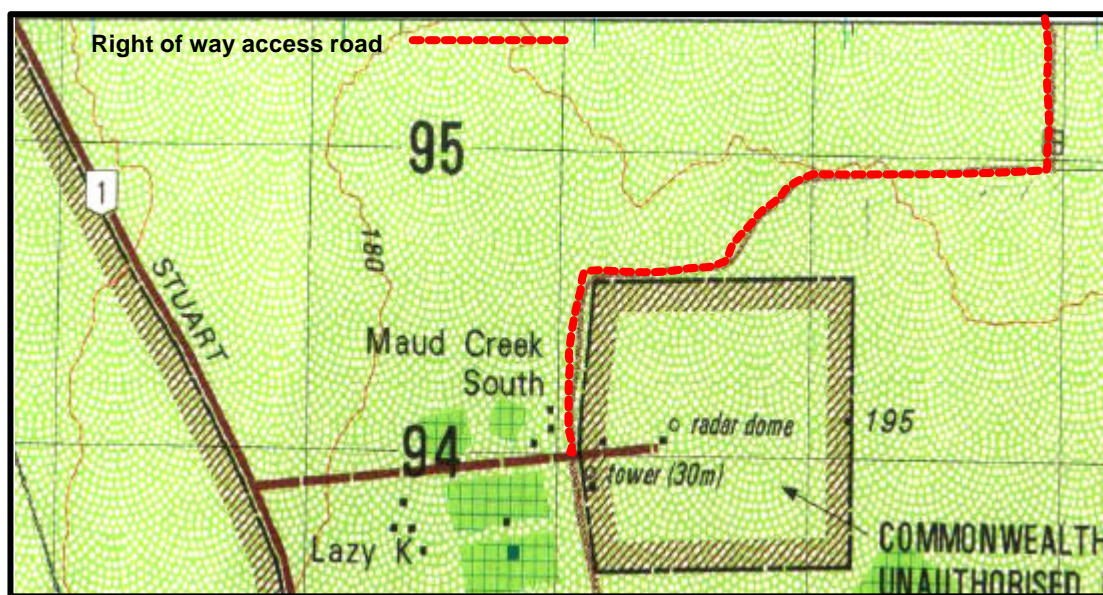 Right of way access road
95
1
STUART
180
Maud Creek
South
94
radar dome
195
tower (30m)
Lazy K
COMMONWEALTH
UNAUTHORISED